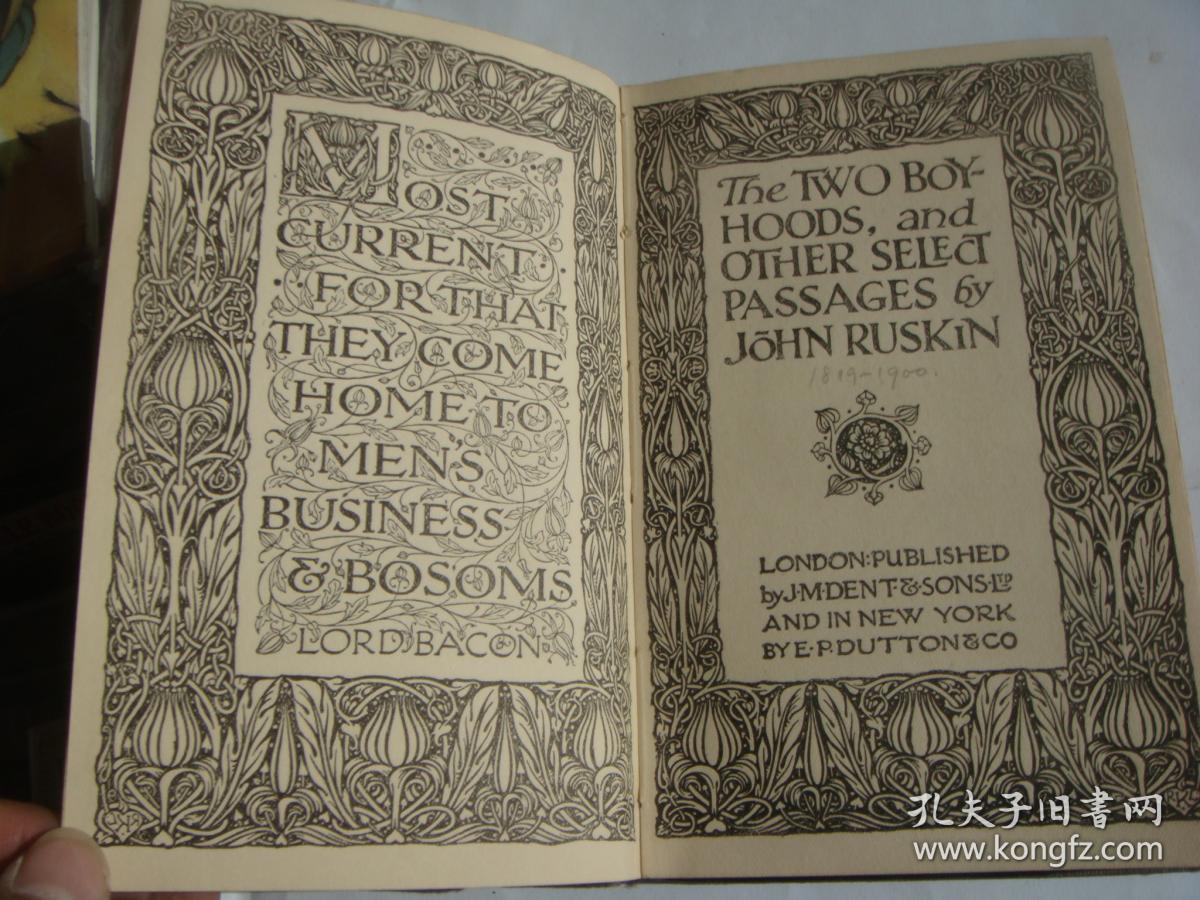 MOST
CURRENT
FOR THAT
THEY COME
HOME TO
MEN'S
BUSINESS
& BOSOMS
LORD BACON
The TWO BOY-
HOODS, and
OTHER SELECT
PASSAGES by
JOHN RUSKIN
1819-1900.
LONDON: PUBLISHED
by J·M·DENT·&·SONS·LTD
AND IN NEW YORK
BY E·P·DUTTON & CO
孔夫子旧書网
www.kongfz.com